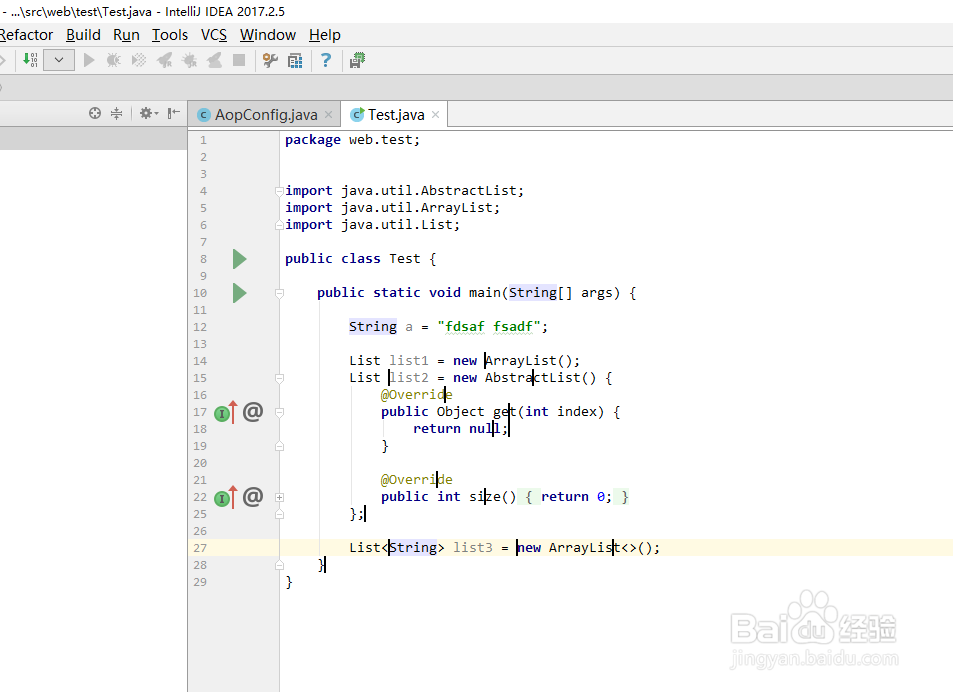 - ...\src\web\test\Test.java - IntelliJ IDEA 2017.2.5
Refactor Build Run Tools VCS Window Help
AopConfig.java Test.java
1 package web.test;
2
3
4 import java.util.AbstractList;
5 import java.util.ArrayList;
6 import java.util.List;
7
8 public class Test {
9
10 public static void main(String[] args) {
11
12 String a = "fdsaf fsadf";
13
14 List list1 = new ArrayList();
15 List list2 = new AbstractList() {
16 @Override
17 public Object get(int index) {
18 return null;
19 }
20
21 @Override
22 public int size() { return 0; }
25 };
26
27 List<String> list3 = new ArrayList<>();
28 }
29 }
Baidu经验
jingyan.baidu.com